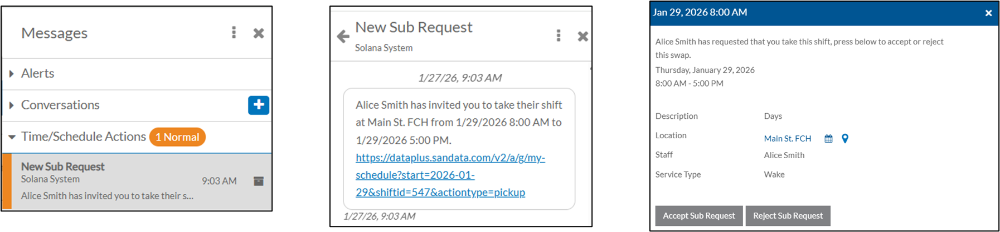 Messages
Alerts
Conversations
Time/Schedule Actions 1 Normal
New Sub Request
Solana System
9:03 AM
Alice Smith has invited you to take their s...
New Sub Request
Solana System
1/27/26, 9:03 AM
Alice Smith has invited you to take their shift
at Main St. FCH from 1/29/2026 8:00 AM to
1/29/2026 5:00 PM.
https://dataplus.sandata.com/v2/a/g/my-
schedule?start=2026-01-
29&shiftid=547&actiontype=pickup
1/27/26, 9:03 AM
Jan 29, 2026 8:00 AM
Alice Smith has requested that you take this shift, press below to accept or reject
this swap.
Thursday, January 29, 2026
8:00 AM - 5:00 PM
Description Days
Location Main St. FCH
Staff Alice Smith
Service Type Wake
Accept Sub Request Reject Sub Request